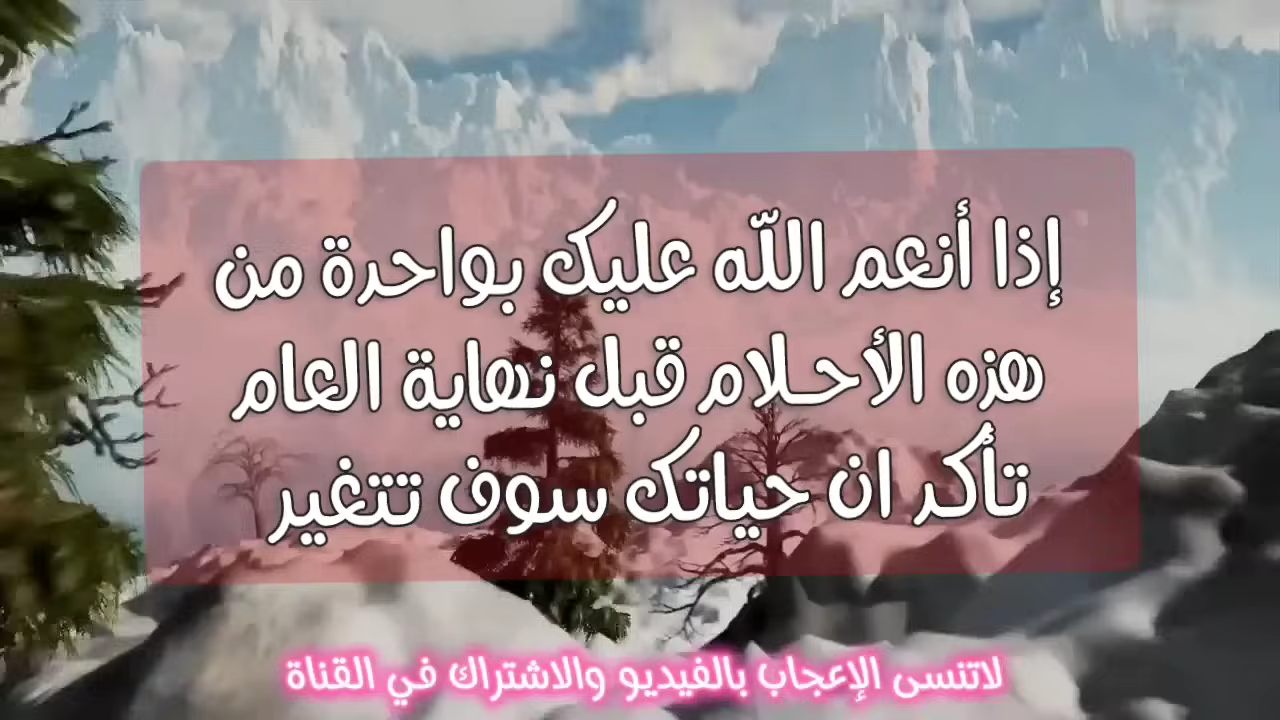 إذا أنعم اللّه عليك بواحدة من
هذه الأحلام قبل نهاية العام
تأكد ان حياتك سوف تتغير
لاتنسى الإعجاب بالفيديو والاشتراك في القناة